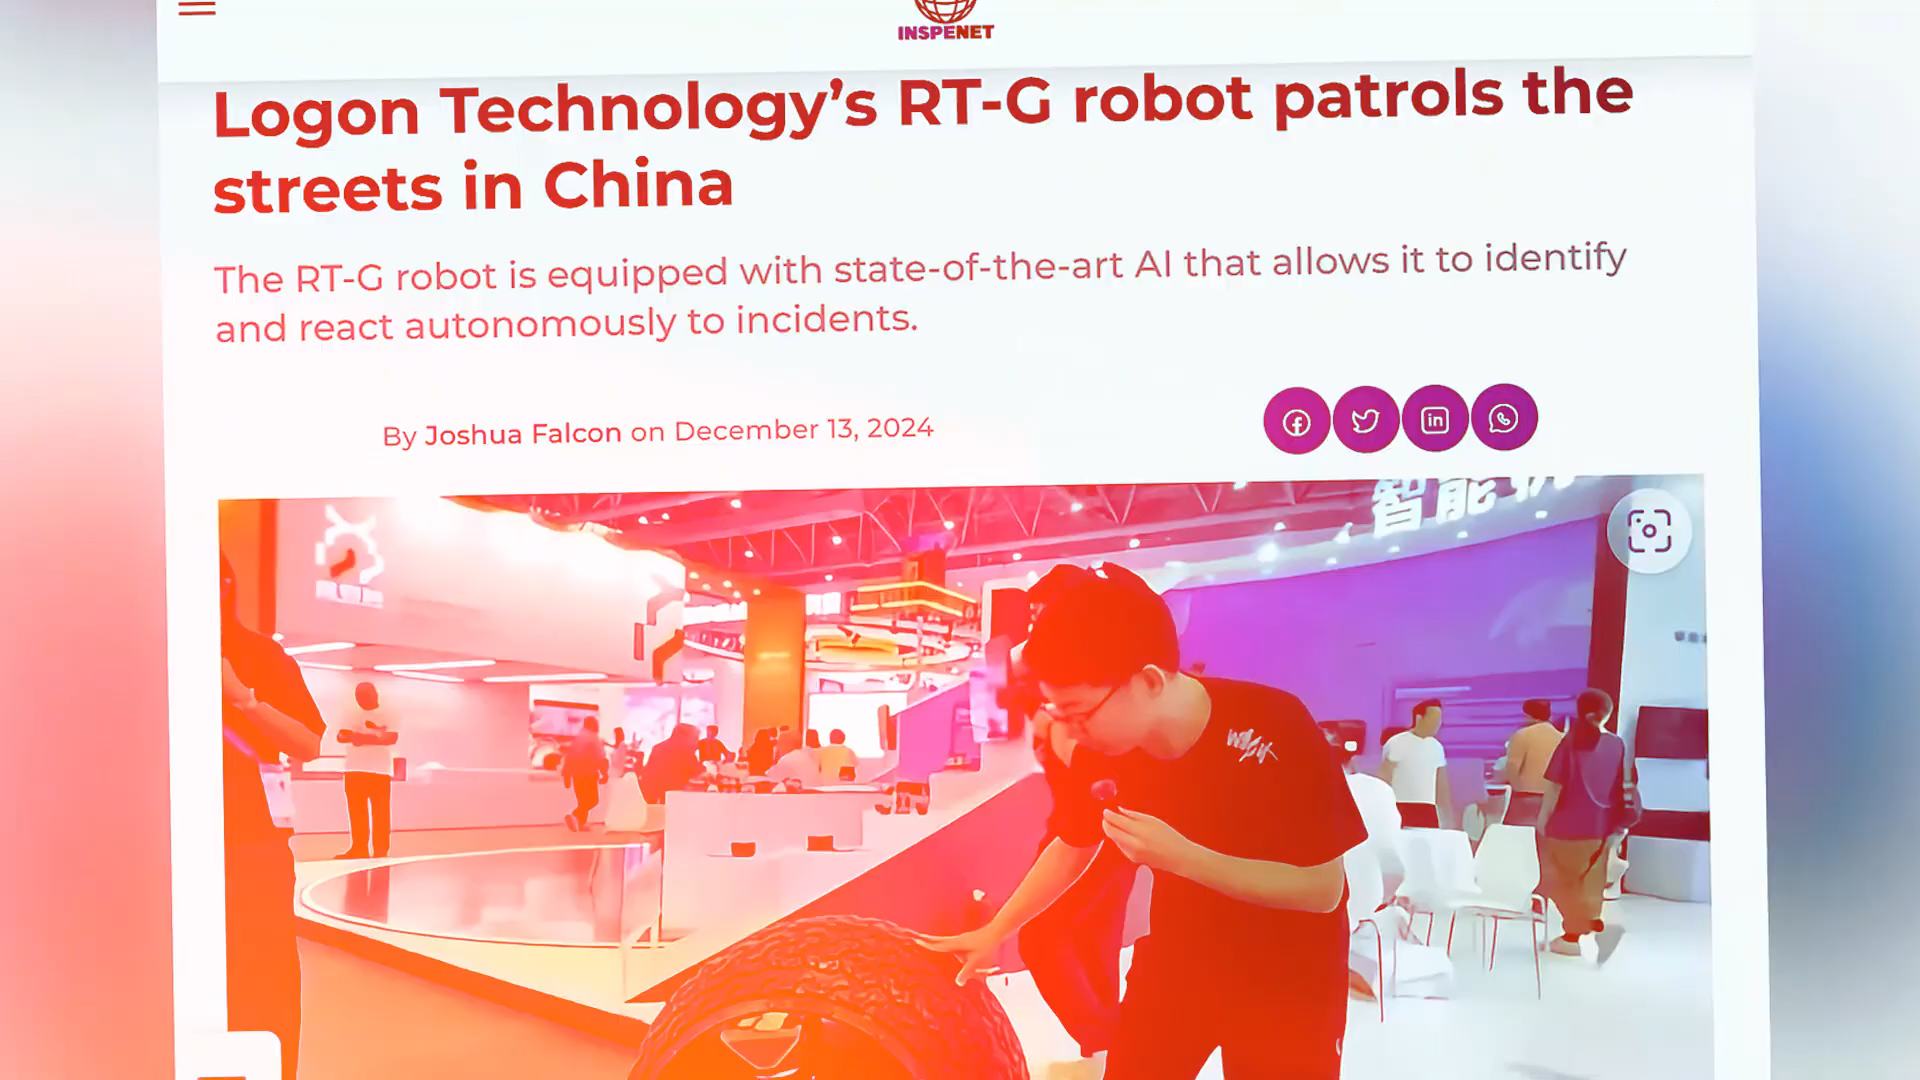 INSPENET
Logon Technology’s RT-G robot patrols the
streets in China
The RT-G robot is equipped with state-of-the-art AI that allows it to identify
and react autonomously to incidents.
By Joshua Falcon on December 13, 2024
智能